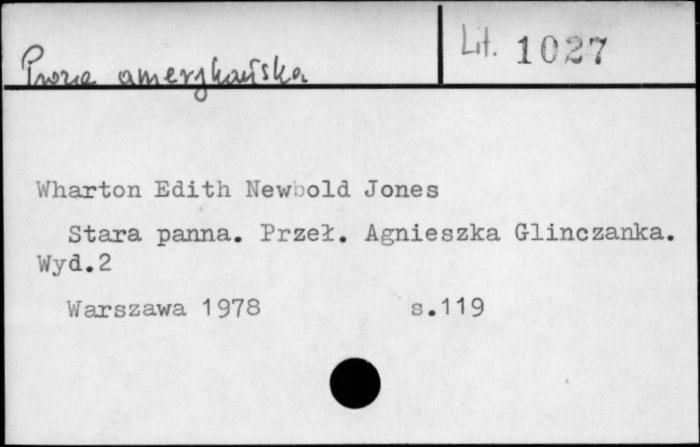 Proza amerykańska
Lit. 1027
Wharton Edith Newbold Jones
Stara panna. Przeł. Agnieszka Glinczanka.
Wyd.2
Warszawa 1978 s.119